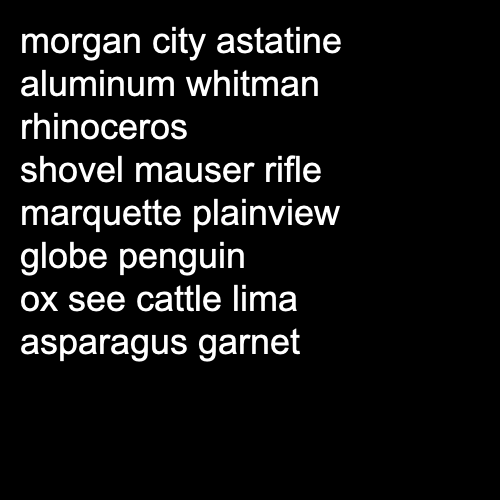 morgan city astatine
aluminum whitman
rhinoceros
shovel mauser rifle
marquette plainview
globe penguin
ox see cattle lima
asparagus garnet